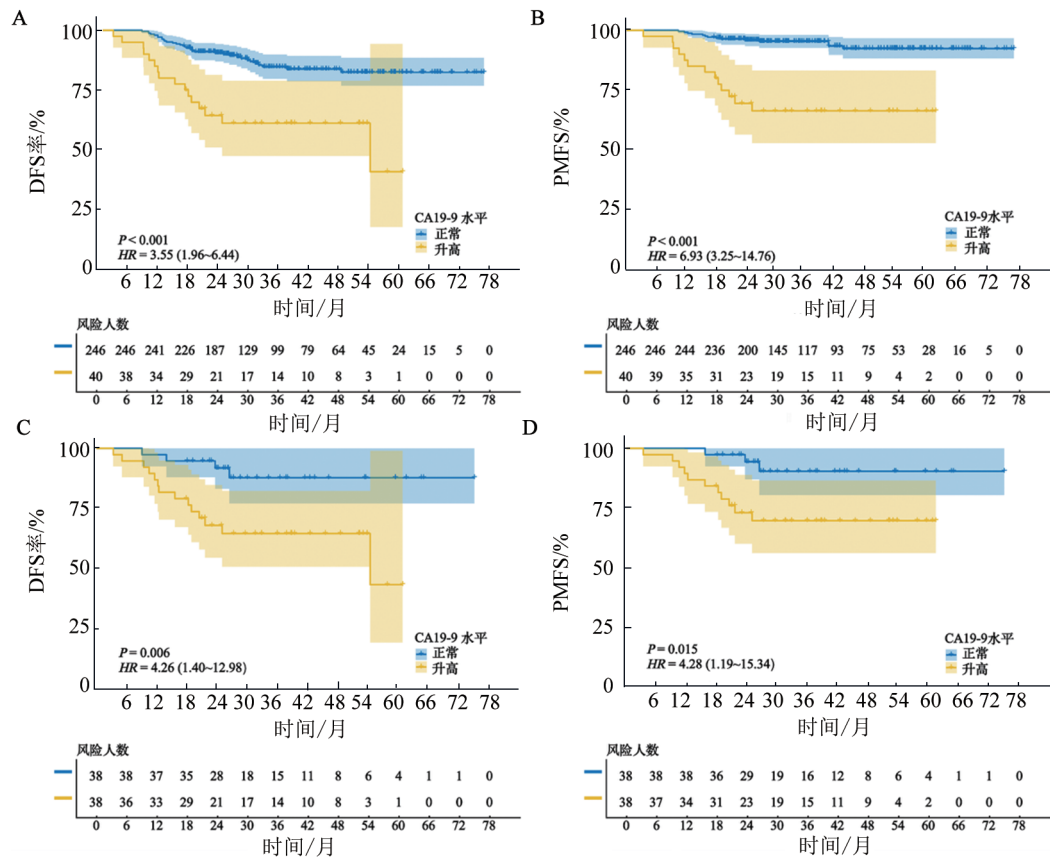 A
100
75
50
25
0
DFS率/%
P < 0.001
HR = 3.55 (1.96~6.44)
CA19-9 水平
正常
升高
6 12 18 24 30 36 42 48 54 60 66 72 78
时间/月
风险人数
246 246 241 226 187 129 99 79 64 45 24 15 5 0
40 38 34 29 21 17 14 10 8 3 1 0 0 0
0 6 12 18 24 30 36 42 48 54 60 66 72 78
时间/月
B
100
75
50
25
0
PMFS/%
P < 0.001
HR = 6.93 (3.25~14.76)
CA19-9水平
正常
升高
6 12 18 24 30 36 42 48 54 60 66 72 78
时间/月
风险人数
246 246 244 236 200 145 117 93 75 53 28 16 5 0
40 39 35 31 23 19 15 11 9 4 2 0 0 0
0 6 12 18 24 30 36 42 48 54 60 66 72 78
时间/月
C
100
75
50
25
0
DFS率/%
P = 0.006
HR = 4.26 (1.40~12.98)
CA19-9 水平
正常
升高
6 12 18 24 30 36 42 48 54 60 66 72 78
时间/月
风险人数
38 38 37 35 28 18 15 11 8 6 4 1 1 0
38 36 33 29 21 17 14 10 8 3 1 0 0 0
0 6 12 18 24 30 36 42 48 54 60 66 72 78
时间/月
D
100
75
50
25
0
PMFS/%
P = 0.015
HR = 4.28 (1.19~15.34)
CA19-9水平
正常
升高
6 12 18 24 30 36 42 48 54 60 66 72 78
时间/月
风险人数
38 38 38 36 29 19 16 12 8 6 4 1 1 0
38 37 34 31 23 19 15 11 9 4 2 0 0 0
0 6 12 18 24 30 36 42 48 54 60 66 72 78
时间/月